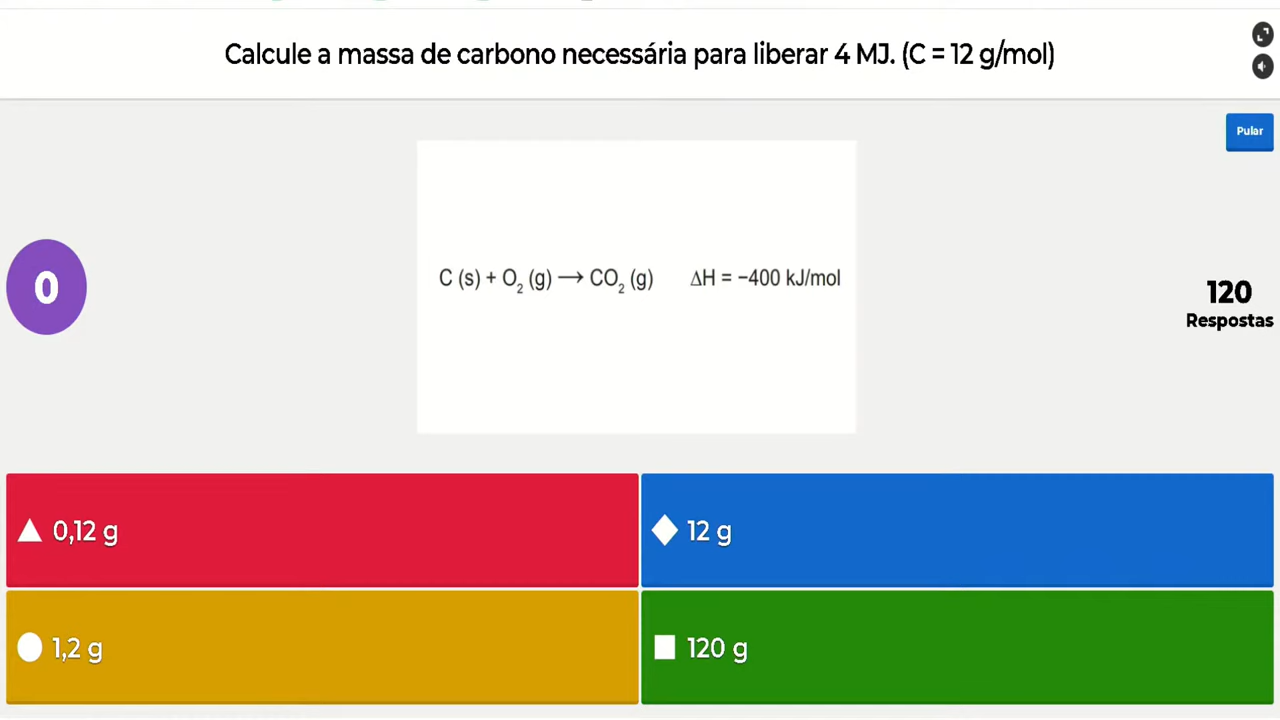 Calcule a massa de carbono necessária para liberar 4 MJ. (C = 12 g/mol)
Pular
C (s) + O₂ (g) ⟶ CO₂ (g) ΔH = −400 kJ/mol
0
120
Respostas
0,12 g
12 g
1,2 g
120 g